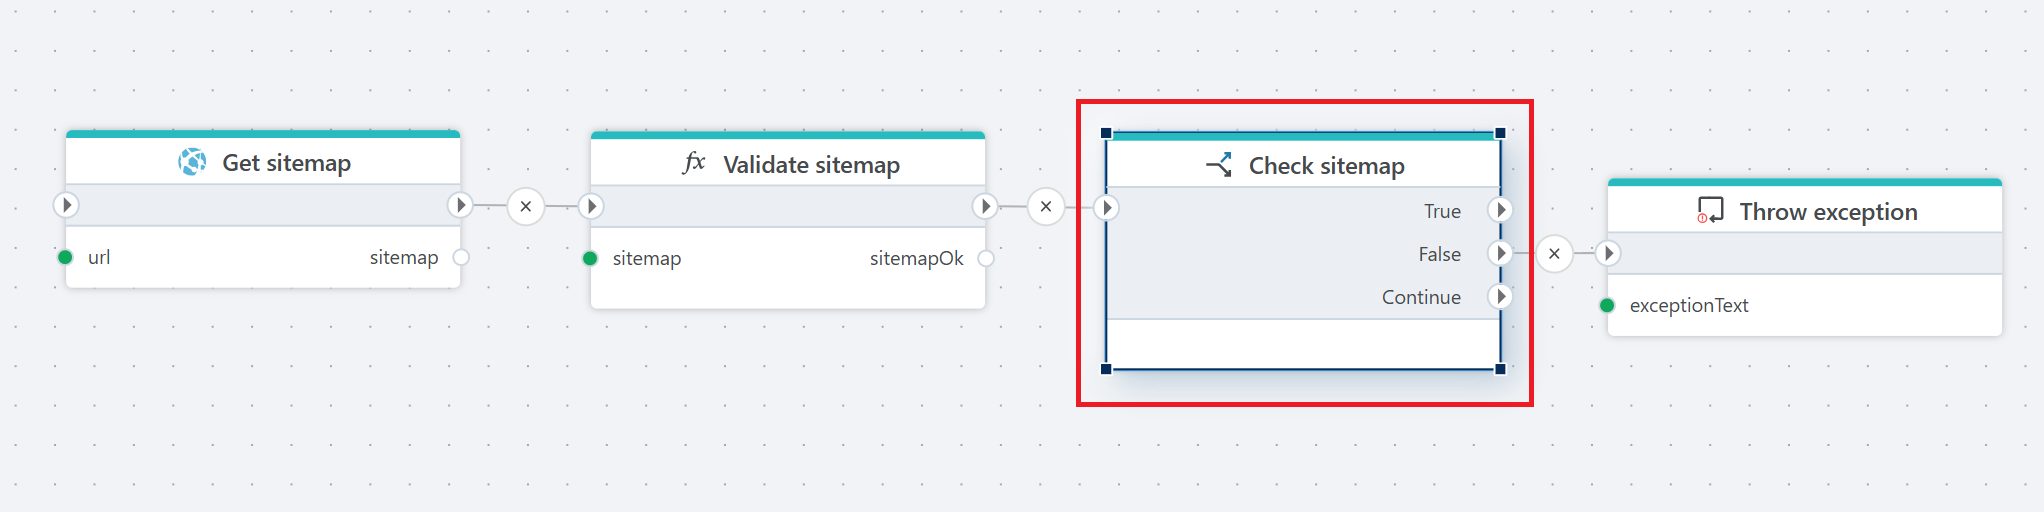 Get sitemap
url
sitemap
fx Validate sitemap
sitemap
sitemapOk
Check sitemap
True
False
Continue
Throw exception
exceptionText